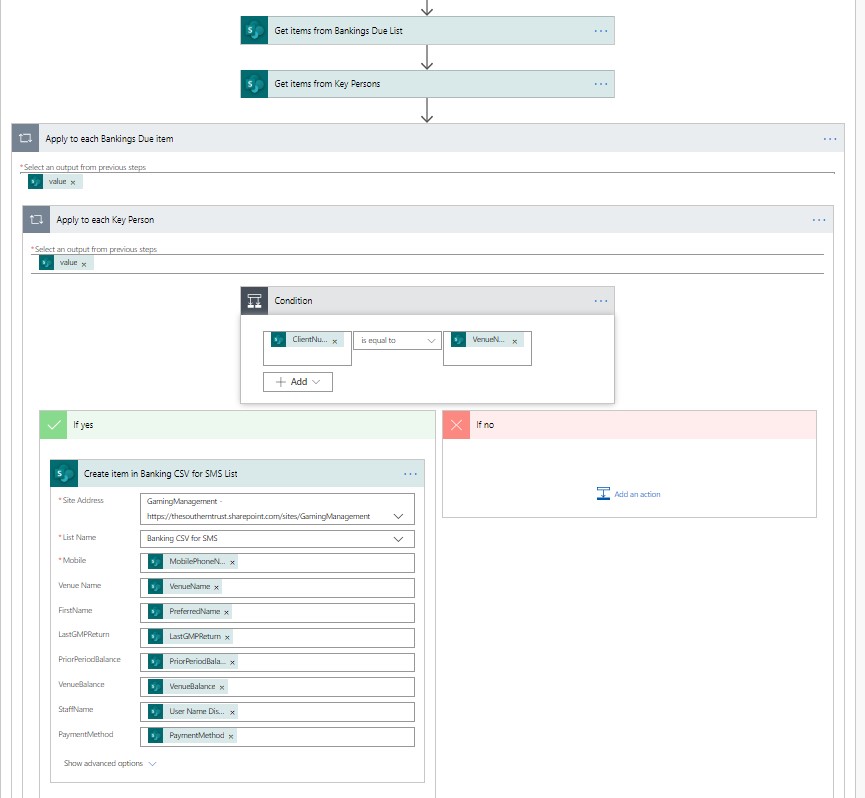 Get items from Bankings Due List
Get items from Key Persons
Apply to each Bankings Due item
*Select an output from previous steps
value x
Apply to each Key Person
*Select an output from previous steps
value x
Condition
ClientNu... x is equal to VenueN... x
+ Add
If yes
If no
Create item in Banking CSV for SMS List
Add an action
*Site Address
GamingManagement -
https://thesoutherntrust.sharepoint.com/sites/GamingManagement
*List Name Banking CSV for SMS
*Mobile MobilePhoneN... x
Venue Name VenueName x
FirstName PreferredName x
LastGMPReturn LastGMPReturn x
PriorPeriodBalance PriorPeriodBala... x
VenueBalance VenueBalance x
StaffName User Name Dis... x
PaymentMethod PaymentMethod x
Show advanced options